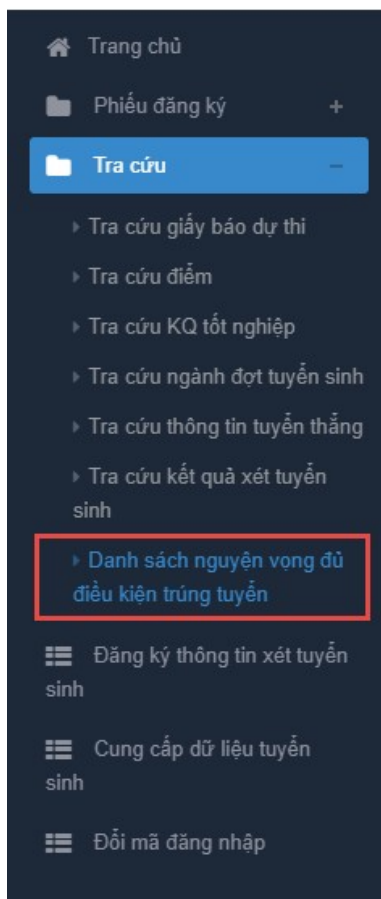 Trang chủ
Phiếu đăng ký +
Tra cứu −
Tra cứu giấy báo dự thi
Tra cứu điểm
Tra cứu KQ tốt nghiệp
Tra cứu ngành đợt tuyển sinh
Tra cứu thông tin tuyển thẳng
Tra cứu kết quả xét tuyển
sinh
Danh sách nguyện vọng đủ
điều kiện trúng tuyển
Đăng ký thông tin xét tuyển
sinh
Cung cấp dữ liệu tuyển
sinh
Đổi mã đăng nhập